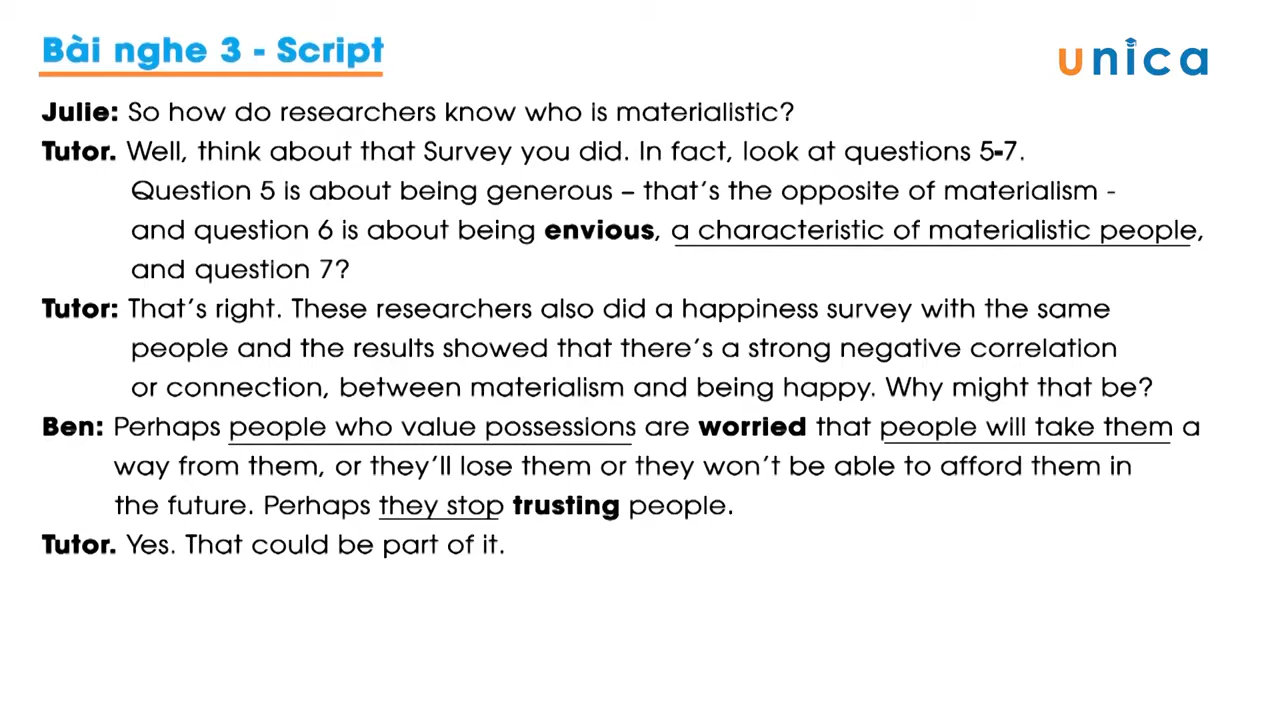 Bài nghe 3 - Script
unica
Julie: So how do researchers know who is materialistic?
Tutor. Well, think about that Survey you did. In fact, look at questions 5-7.
Question 5 is about being generous – that's the opposite of materialism -
and question 6 is about being envious, a characteristic of materialistic people,
and question 7?
Tutor: That's right. These researchers also did a happiness survey with the same
people and the results showed that there's a strong negative correlation
or connection, between materialism and being happy. Why might that be?
Ben: Perhaps people who value possessions are worried that people will take them a
way from them, or they'll lose them or they won't be able to afford them in
the future. Perhaps they stop trusting people.
Tutor. Yes. That could be part of it.